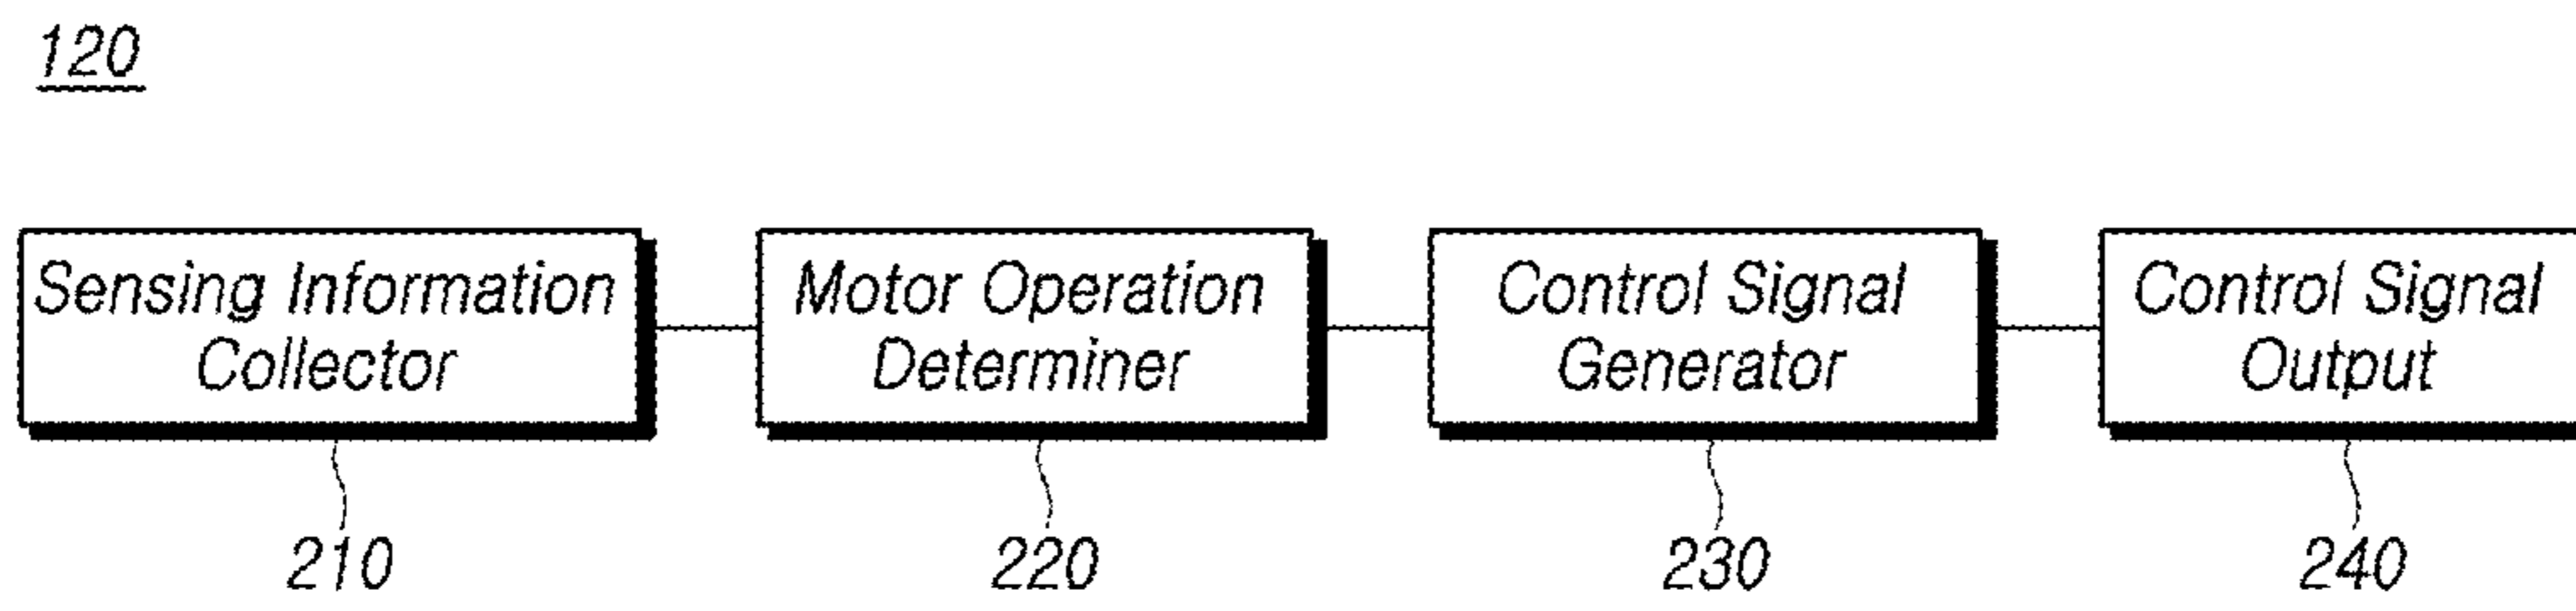 120
Sensing Information
Collector
Motor Operation
Determiner
Control Signal
Generator
Control Signal
Output
210
220
230
240